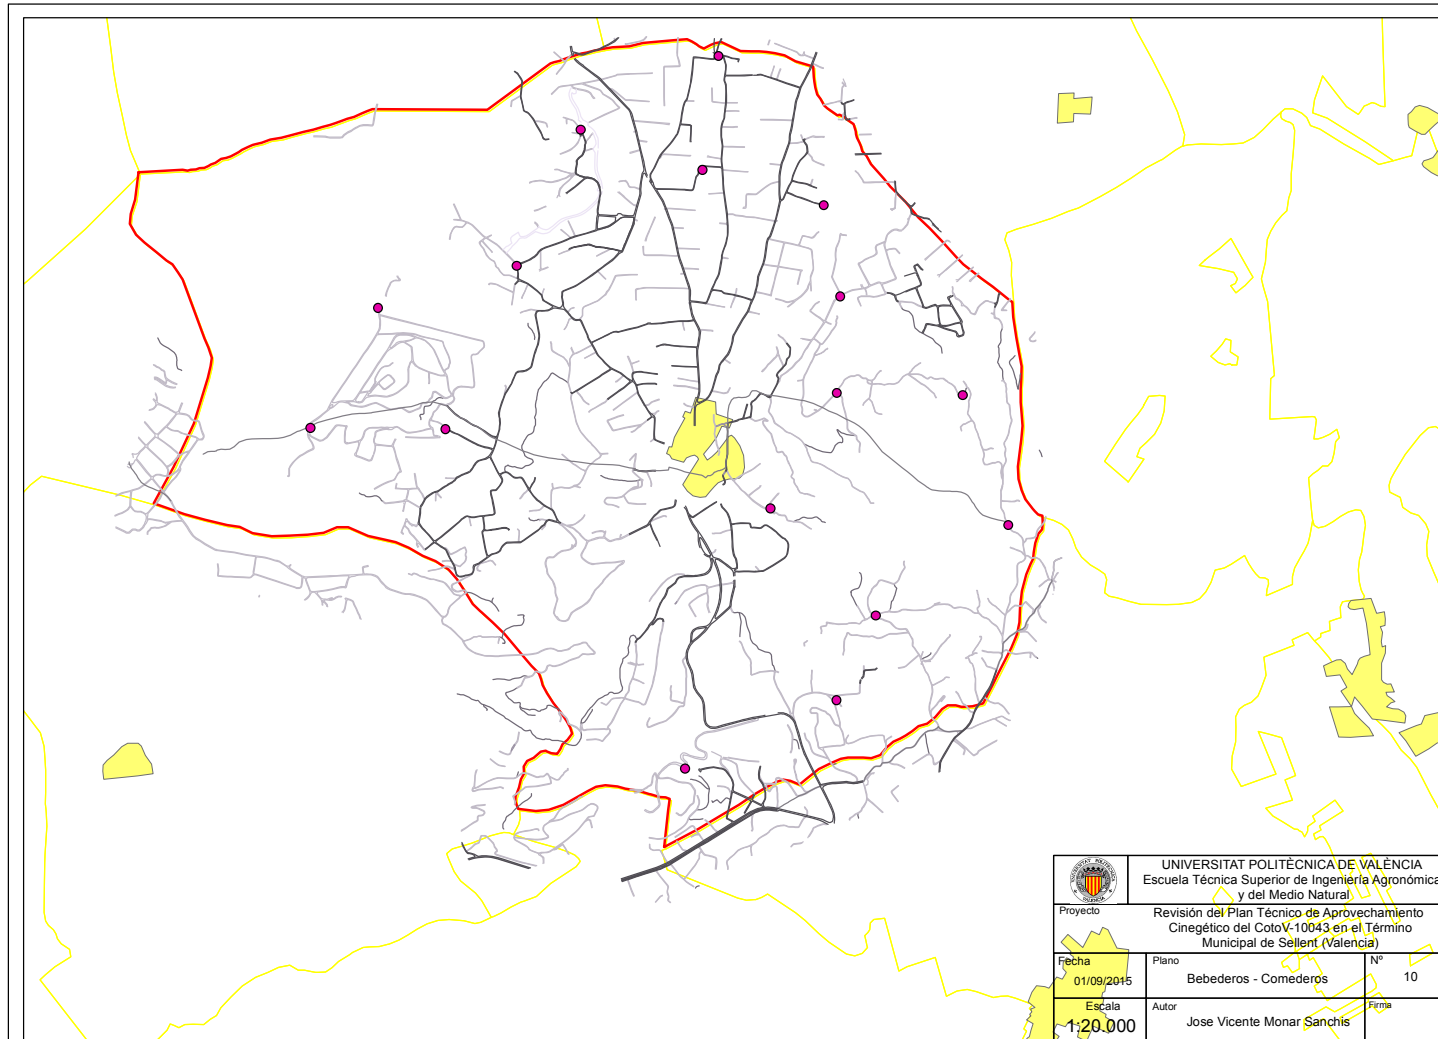 UNIVERSITAT POLITÈCNICA DE VALÈNCIA
Escuela Técnica Superior de Ingeniería Agronómica
y del Medio Natural
Proyecto
Revisión del Plan Técnico de Aprovechamiento
Cinegético del CotoV-10043 en el Término
Municipal de Sellent (Valencia)
Fecha
01/09/2015
Plano
Bebederos - Comederos
Nº
10
Escala
1:20.000
Autor
Jose Vicente Monar Sanchis
Firma